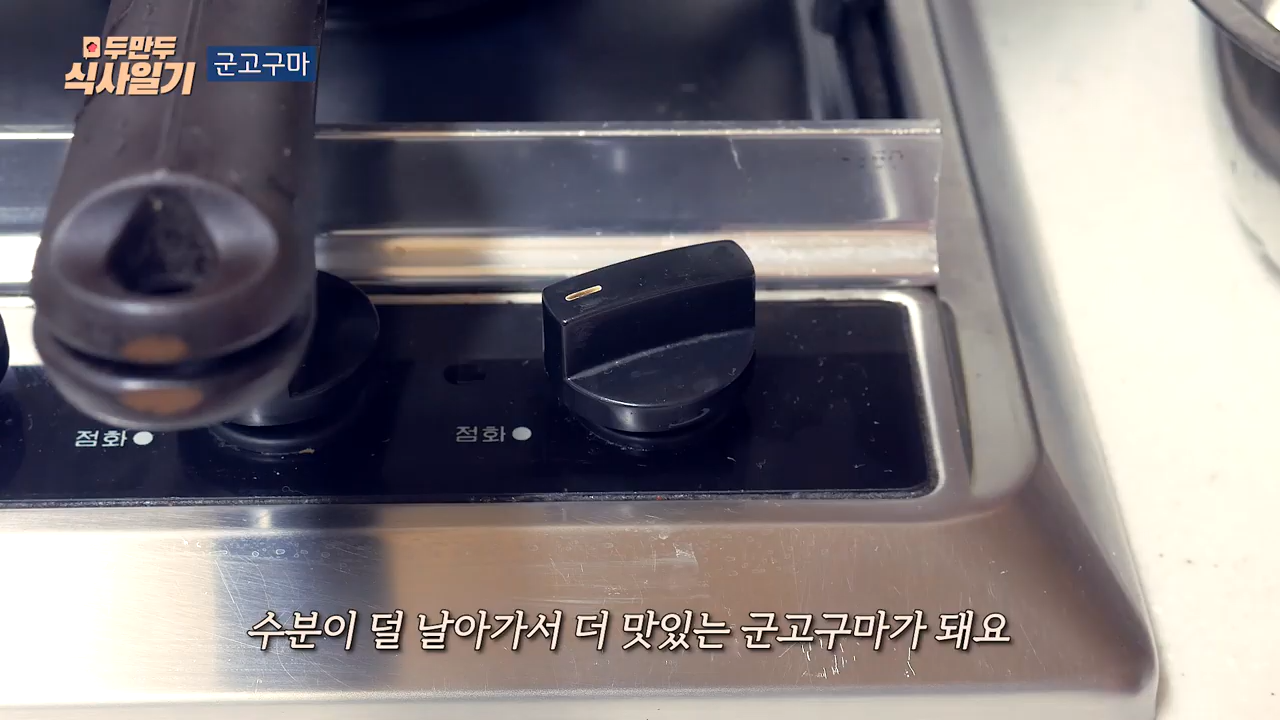 두만두
식사일기
군고구마
점화
점화
수분이 덜 날아가서 더 맛있는 군고구마가 돼요